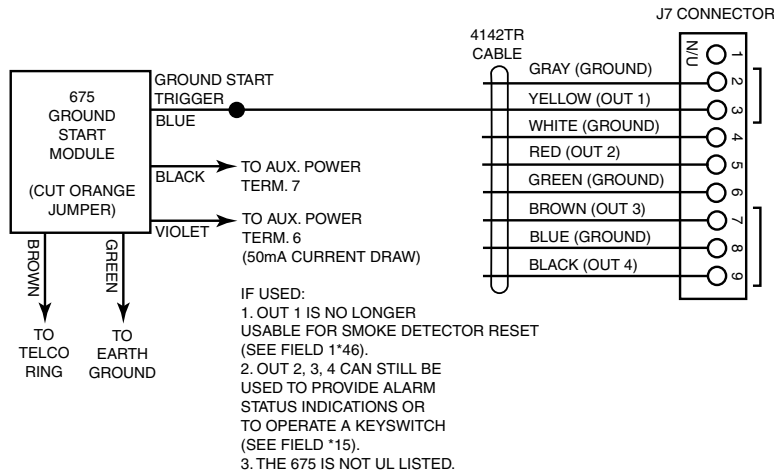 J7 CONNECTOR
4142TR
CABLE
N/U
1
GRAY (GROUND)
2
YELLOW (OUT 1)
3
WHITE (GROUND)
4
RED (OUT 2)
5
GREEN (GROUND)
6
BROWN (OUT 3)
7
BLUE (GROUND)
8
BLACK (OUT 4)
9
675
GROUND
START
MODULE
(CUT ORANGE
JUMPER)
GROUND START
TRIGGER
BLUE
BLACK
TO AUX. POWER
TERM. 7
VIOLET
TO AUX. POWER
TERM. 6
(50mA CURRENT DRAW)
BROWN
GREEN
TO
TELCO
RING
TO
EARTH
GROUND
IF USED:
1. OUT 1 IS NO LONGER
USABLE FOR SMOKE DETECTOR RESET
(SEE FIELD 1*46).
2. OUT 2, 3, 4 CAN STILL BE
USED TO PROVIDE ALARM
STATUS INDICATIONS OR
TO OPERATE A KEYSWITCH
(SEE FIELD *15).
3. THE 675 IS NOT UL LISTED.